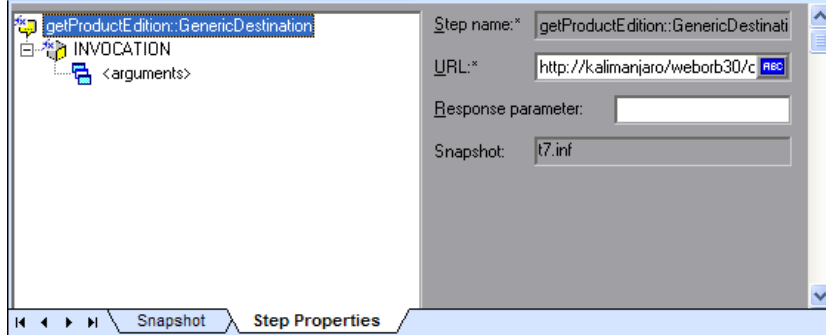 getProductEdition::GenericDestination
INVOCATION
<arguments>
Step name:* getProductEdition::GenericDestinati
URL:* http://kalimanjaro/weborb30/c ABC
Response parameter:
Snapshot: t7.inf
Snapshot Step Properties